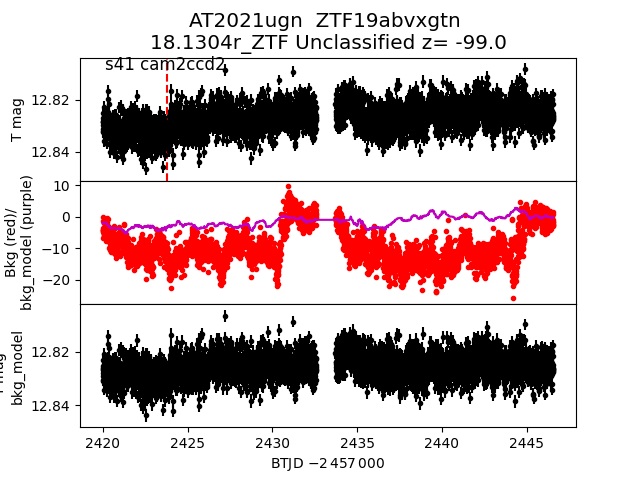 AT2021ugn  ZTF19abvxgtn
18.1304r_ZTF Unclassified z= -99.0
s41 cam2ccd2
T mag
12.82
12.84
Bkg (red)/
bkg_model (purple)
10
0
−10
−20
bkg_model
12.82
12.84
2420
2425
2430
2435
2440
2445
BTJD −2 457 000